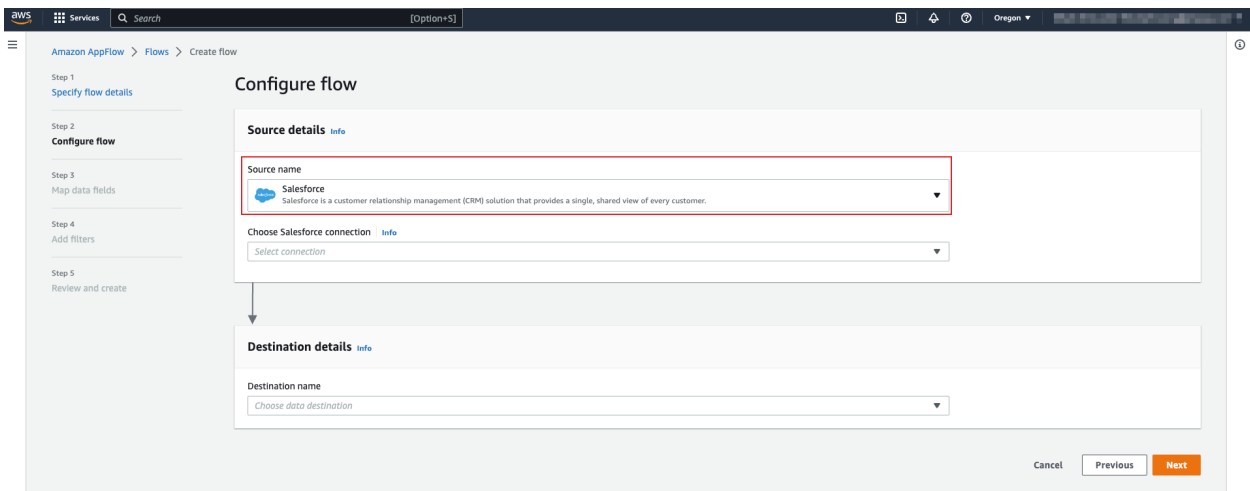 aws Services Search [Option+S] Oregon
Amazon AppFlow > Flows > Create flow
Step 1
Specify flow details
Step 2
Configure flow
Step 3
Map data fields
Step 4
Add filters
Step 5
Review and create
Configure flow
Source details Info
Source name
Salesforce
Salesforce is a customer relationship management (CRM) solution that provides a single, shared view of every customer.
Choose Salesforce connection Info
Select connection
Destination details Info
Destination name
Choose data destination
Cancel Previous Next